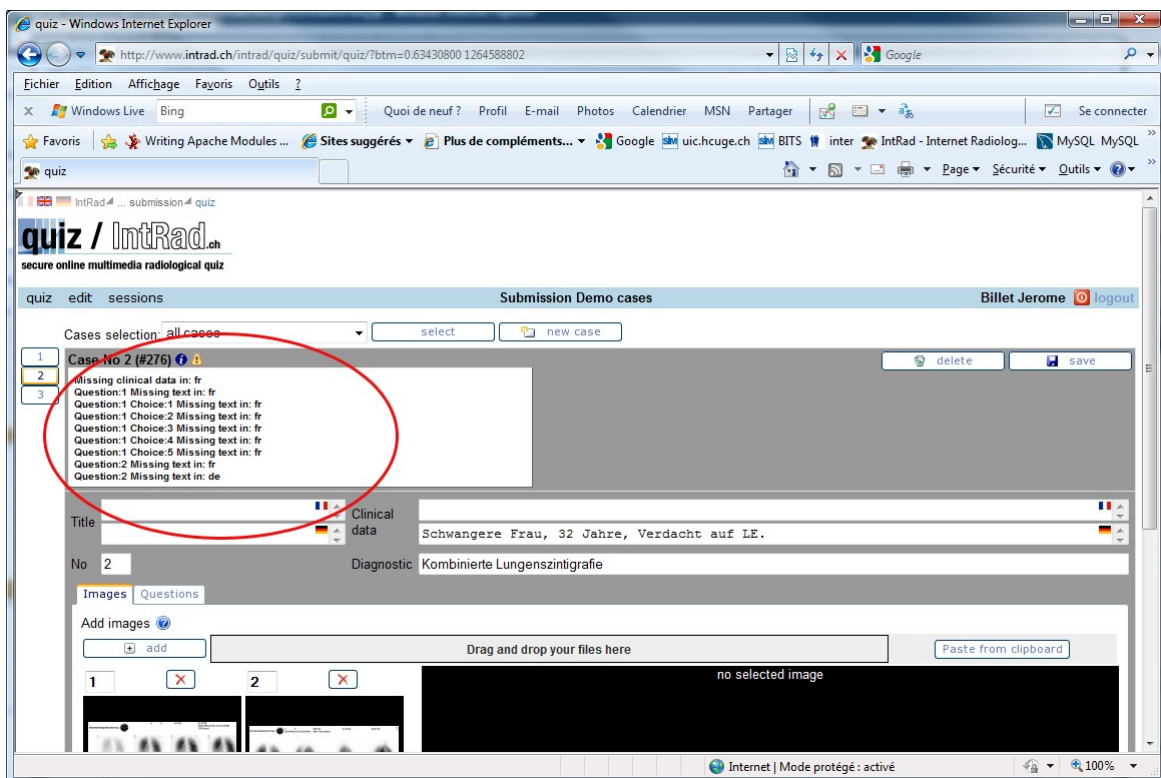 quiz - Windows Internet Explorer
http://www.intrad.ch/intrad/quiz/submit/quiz/?btm=0.63430800 1264588802
Google
Fichier Edition Affichage Favoris Outils ?
x Windows Live Bing Quoi de neuf ? Profil E-mail Photos Calendrier MSN Partager Se connecter
Favoris Writing Apache Modules ... Sites suggérés Plus de compléments... Google uic.hcuge.ch BITS inter IntRad - Internet Radiolog... MySQL MySQL
quiz Page Sécurité Outils
IntRad ... submission quiz
quiz / IntRad.ch
secure online multimedia radiological quiz
quiz edit sessions Submission Demo cases Billet Jerome logout
Cases selection: all cases select new case
1
2
3
Case No 2 (#276) delete save
Missing clinical data in: fr
Question:1 Missing text in: fr
Question:1 Choice:1 Missing text in: fr
Question:1 Choice:2 Missing text in: fr
Question:1 Choice:3 Missing text in: fr
Question:1 Choice:4 Missing text in: fr
Question:1 Choice:5 Missing text in: fr
Question:2 Missing text in: fr
Question:2 Missing text in: de
Title Clinical data
Schwangere Frau, 32 Jahre, Verdacht auf LE.
No 2 Diagnostic Kombinierte Lungenszintigrafie
Images Questions
Add images
add Drag and drop your files here Paste from clipboard
1 2 no selected image
Internet | Mode protégé : activé 100%